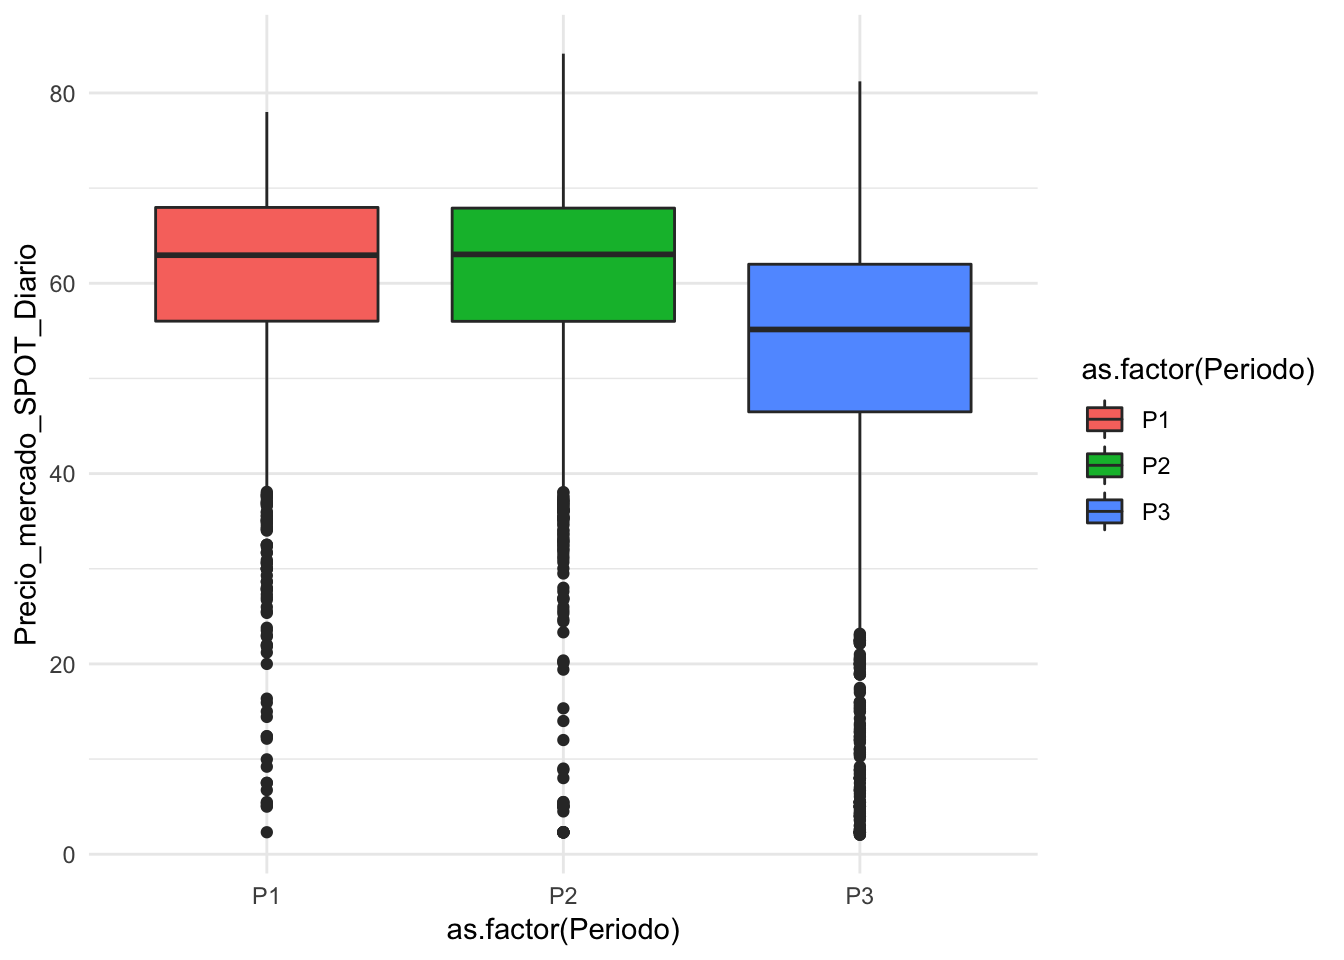 Precio_mercado_SPOT_Diario
80
60
40
20
0
P1
P2
P3
as.factor(Periodo)
as.factor(Periodo)
P1
P2
P3